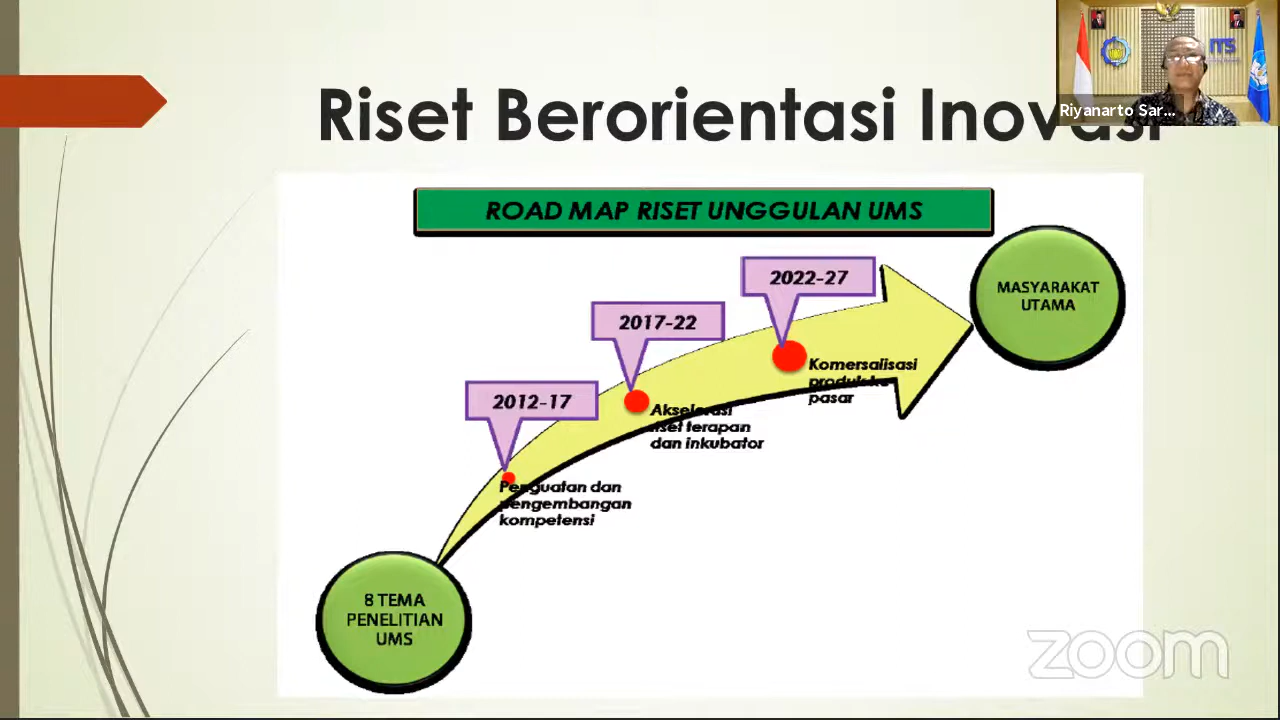 Riset Berorientasi Inovasi
ITS
Riyanarto Sar...
ROAD MAP RISET UNGGULAN UMS
MASYARAKAT
UTAMA
2022-27
2017-22
2012-17
Komersalisasi
produk ke
pasar
Akselerasi
riset terapan
dan inkubator
Penguatan dan
pengembangan
kompetensi
8 TEMA
PENELITIAN
UMS
zoom